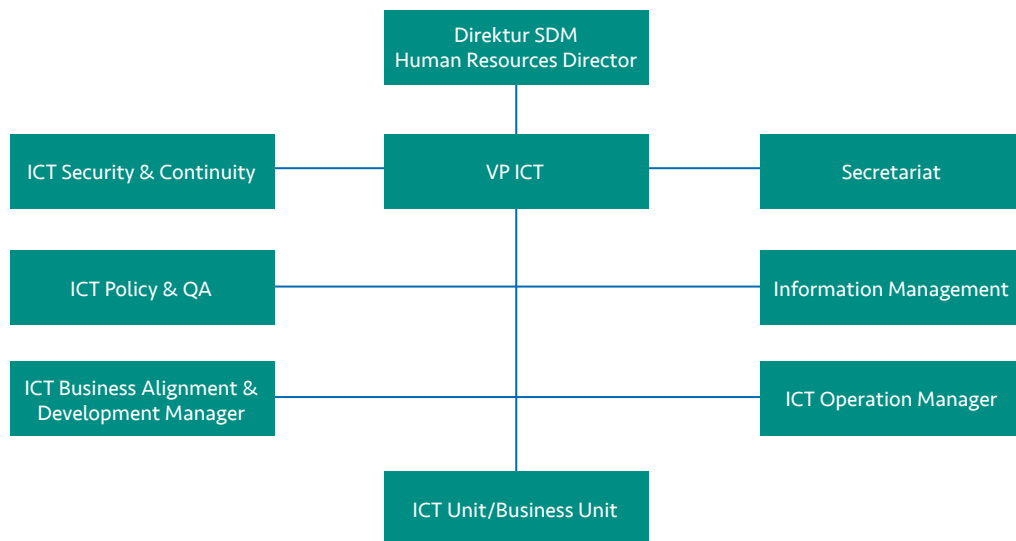 Direktur SDM
Human Resources Director
ICT Security & Continuity
VP ICT
Secretariat
ICT Policy & QA
Information Management
ICT Business Alignment &
Development Manager
ICT Operation Manager
ICT Unit/Business Unit